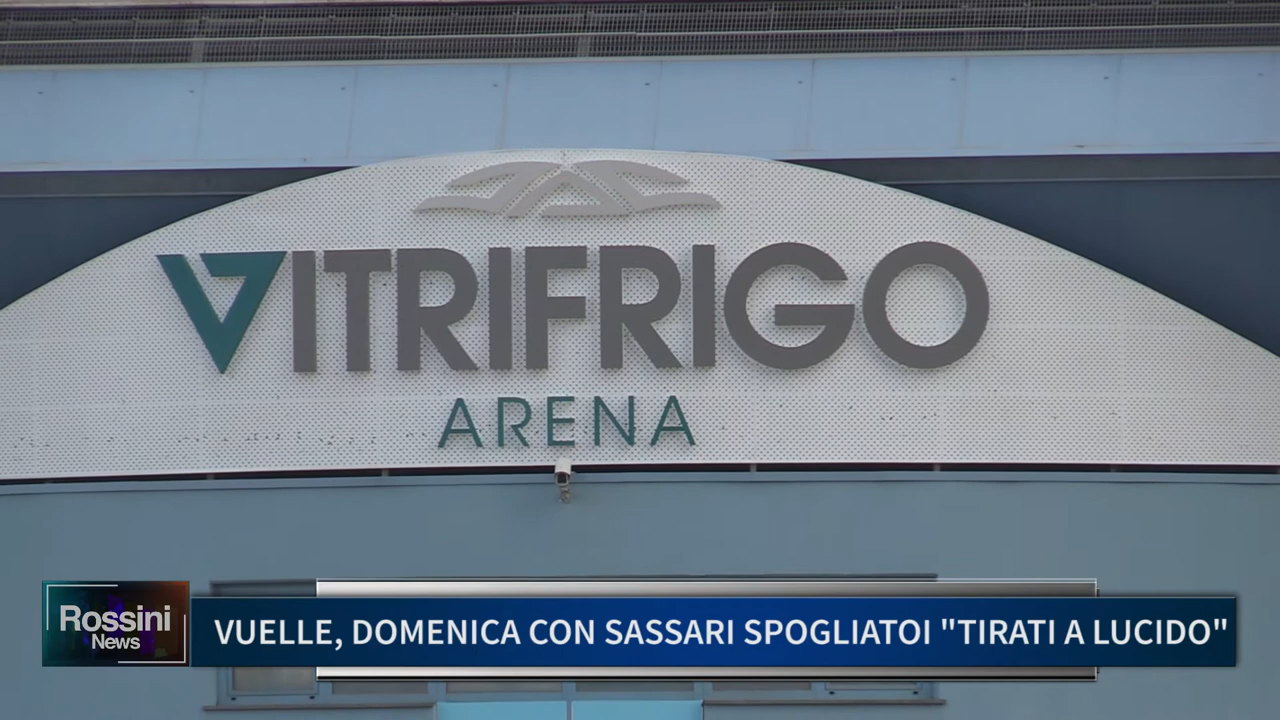 VITRIFRIGO
ARENA
Rossini
News
VUELLE, DOMENICA CON SASSARI SPOGLIATOI "TIRATI A LUCIDO"